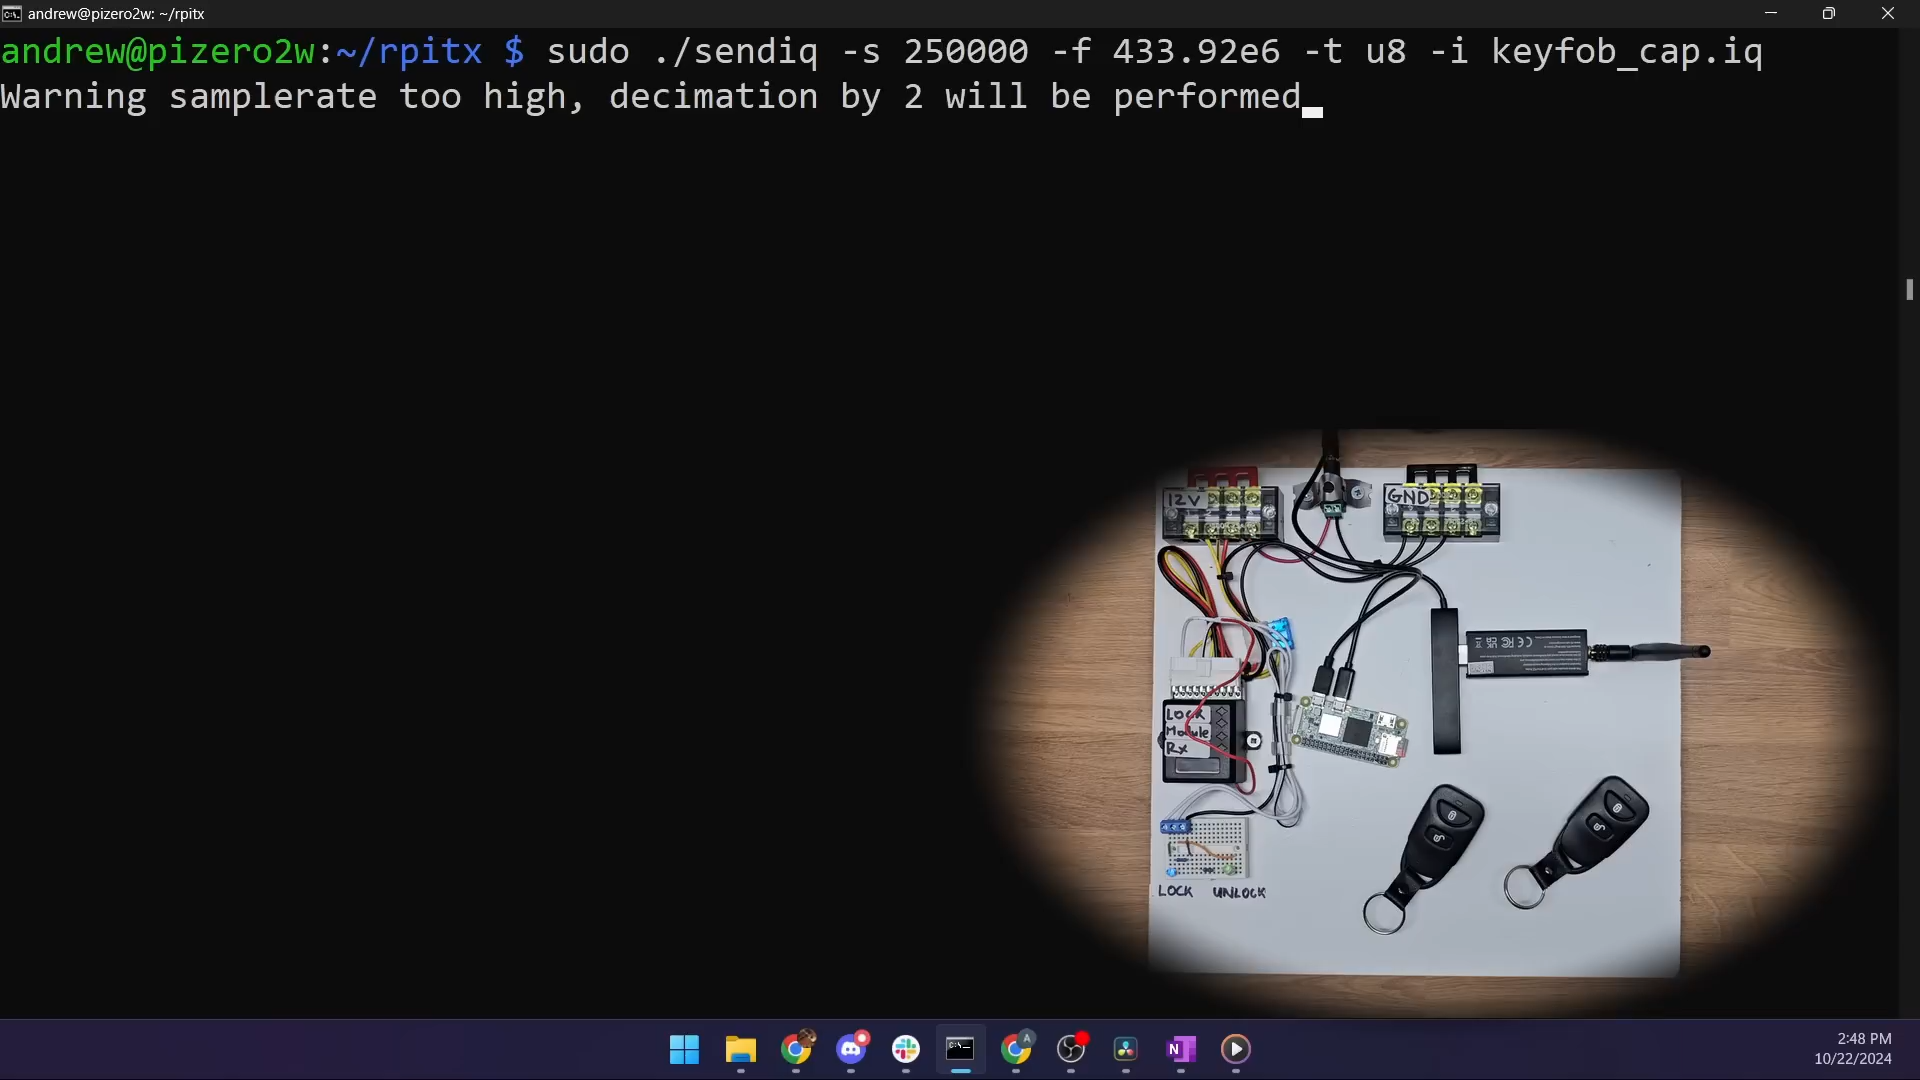 andrew@pizero2w: ~/rpitx
andrew@pizero2w:~/rpitx $ sudo ./sendiq -s 250000 -f 433.92e6 -t u8 -i keyfob_cap.iq
Warning samplerate too high, decimation by 2 will be performed
12V
GND
LOCK
Module
Rx
LOCK UNLOCK
2:48 PM
10/22/2024